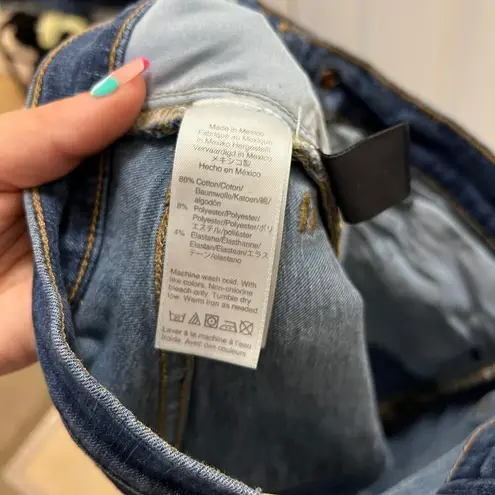 Made in Mexico
Fabriqué en Mexique
In Mexiko Hergestellt
Vervaardigd in Mexico
メキシコ製
Hecho en México
88% Cotton/Coton/
Baumwolle/Katoen/綿/
algodón
8% Polyester/Polyester/
Polyester/Polyester/ポリ
エステル/poliéster
4% Elastane/Élasthanne/
Elastan/Elastean/エラス
テーン/elastano
Machine wash cold. With
like colors. Non-chlorine
bleach only. Tumble dry
low. Warm iron as needed.
Laver à la machine à l'eau
froide. Avec des couleurs